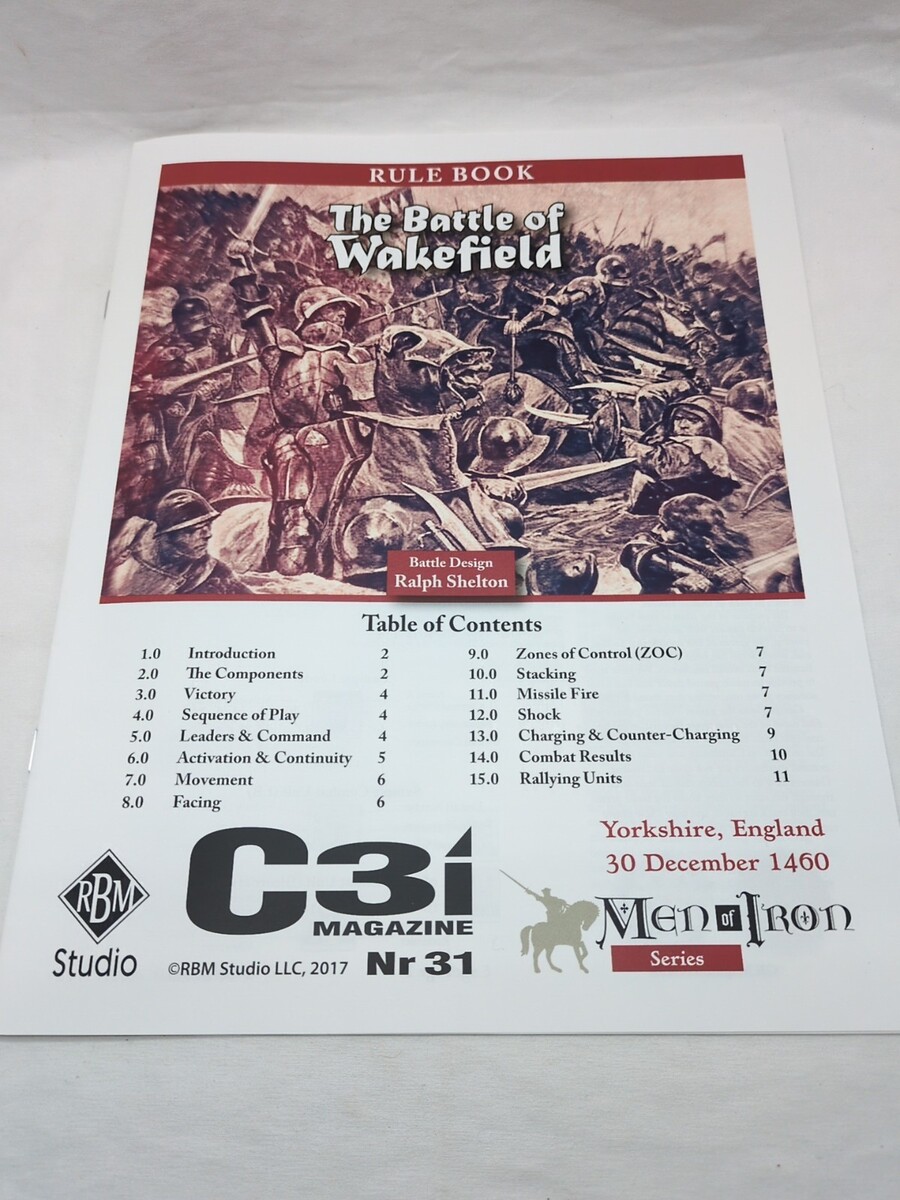 RULE BOOK
The Battle of
Wakefield
Battle Design
Ralph Shelton
Table of Contents
1.0 Introduction 2
2.0 The Components 2
3.0 Victory 4
4.0 Sequence of Play 4
5.0 Leaders & Command 4
6.0 Activation & Continuity 5
7.0 Movement 6
8.0 Facing 6
9.0 Zones of Control (ZOC) 7
10.0 Stacking 7
11.0 Missile Fire 7
12.0 Shock 7
13.0 Charging & Counter-Charging 9
14.0 Combat Results 10
15.0 Rallying Units 11
RBM
Studio
C3i
MAGAZINE
©RBM Studio LLC, 2017 Nr 31
Yorkshire, England
30 December 1460
MEN of IRON
Series